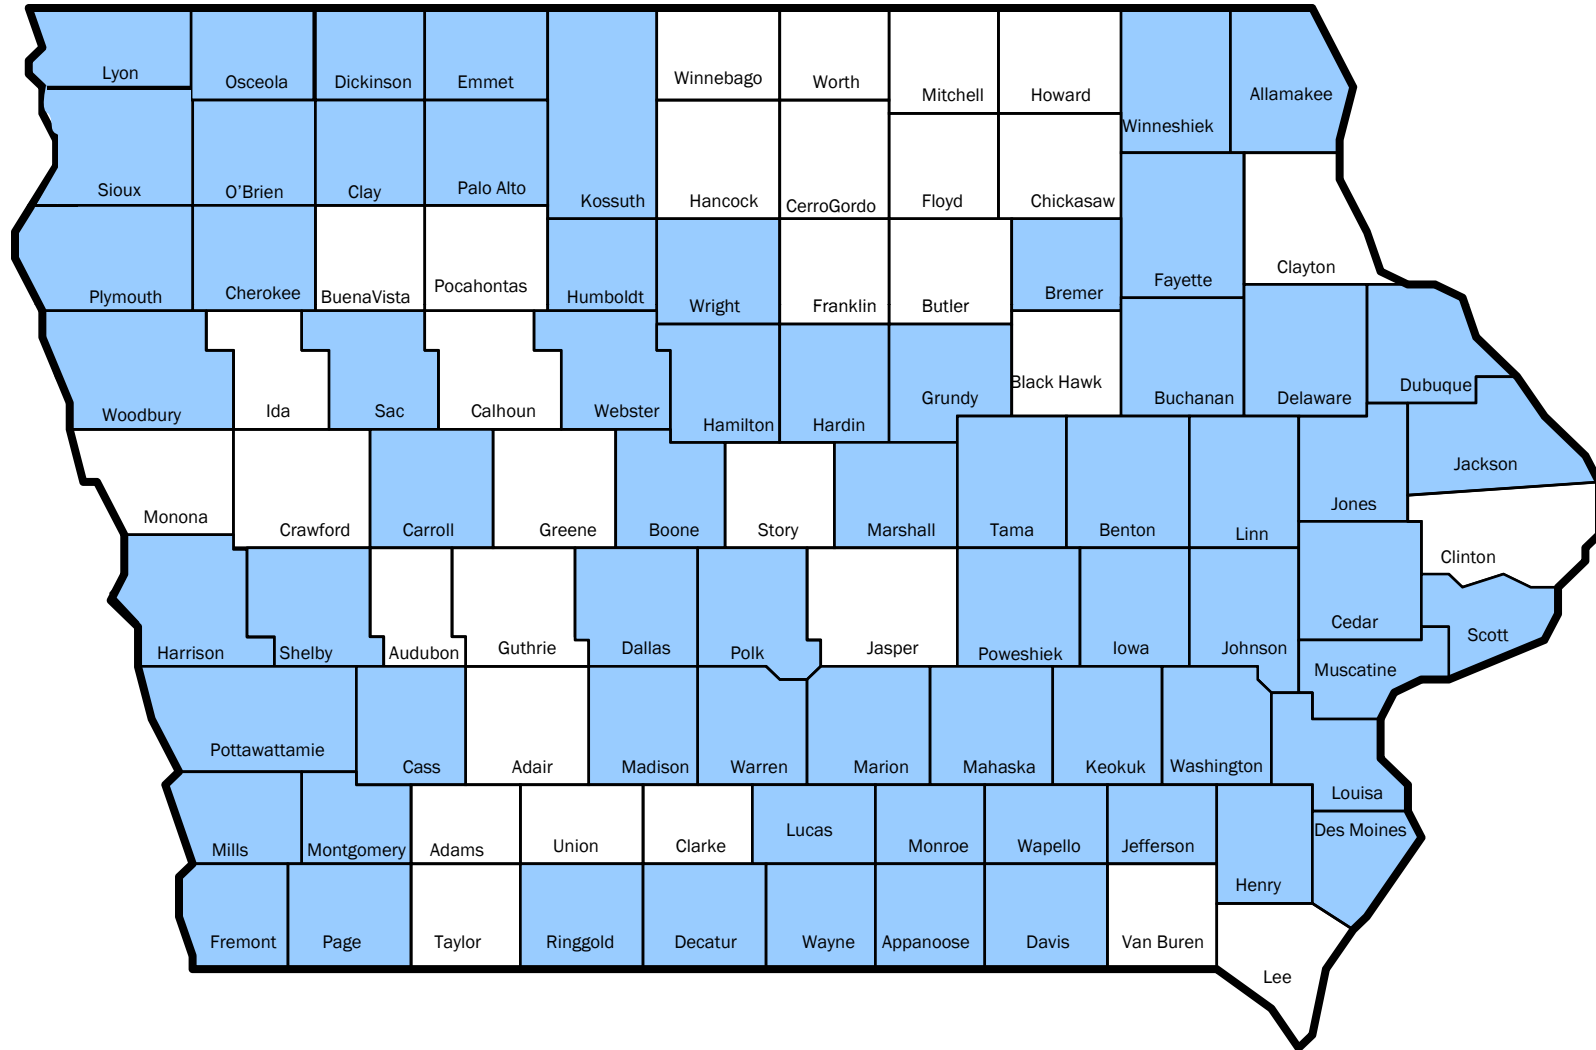 Lyon
Osceola
Dickinson
Emmet
Winnebago
Worth
Mitchell
Howard
Winneshiek
Allamakee
Sioux
O'Brien
Clay
Palo Alto
Kossuth
Hancock
CerroGordo
Floyd
Chickasaw
Plymouth
Cherokee
BuenaVista
Pocahontas
Humboldt
Wright
Franklin
Butler
Bremer
Fayette
Clayton
Woodbury
Ida
Sac
Calhoun
Webster
Hamilton
Hardin
Grundy
Black Hawk
Buchanan
Delaware
Dubuque
Monona
Crawford
Carroll
Greene
Boone
Story
Marshall
Tama
Benton
Linn
Jones
Jackson
Clinton
Harrison
Shelby
Audubon
Guthrie
Dallas
Polk
Jasper
Poweshiek
Iowa
Johnson
Cedar
Scott
Muscatine
Pottawattamie
Cass
Adair
Madison
Warren
Marion
Mahaska
Keokuk
Washington
Louisa
Mills
Montgomery
Adams
Union
Clarke
Lucas
Monroe
Wapello
Jefferson
Henry
Des Moines
Fremont
Page
Taylor
Ringgold
Decatur
Wayne
Appanoose
Davis
Van Buren
Lee